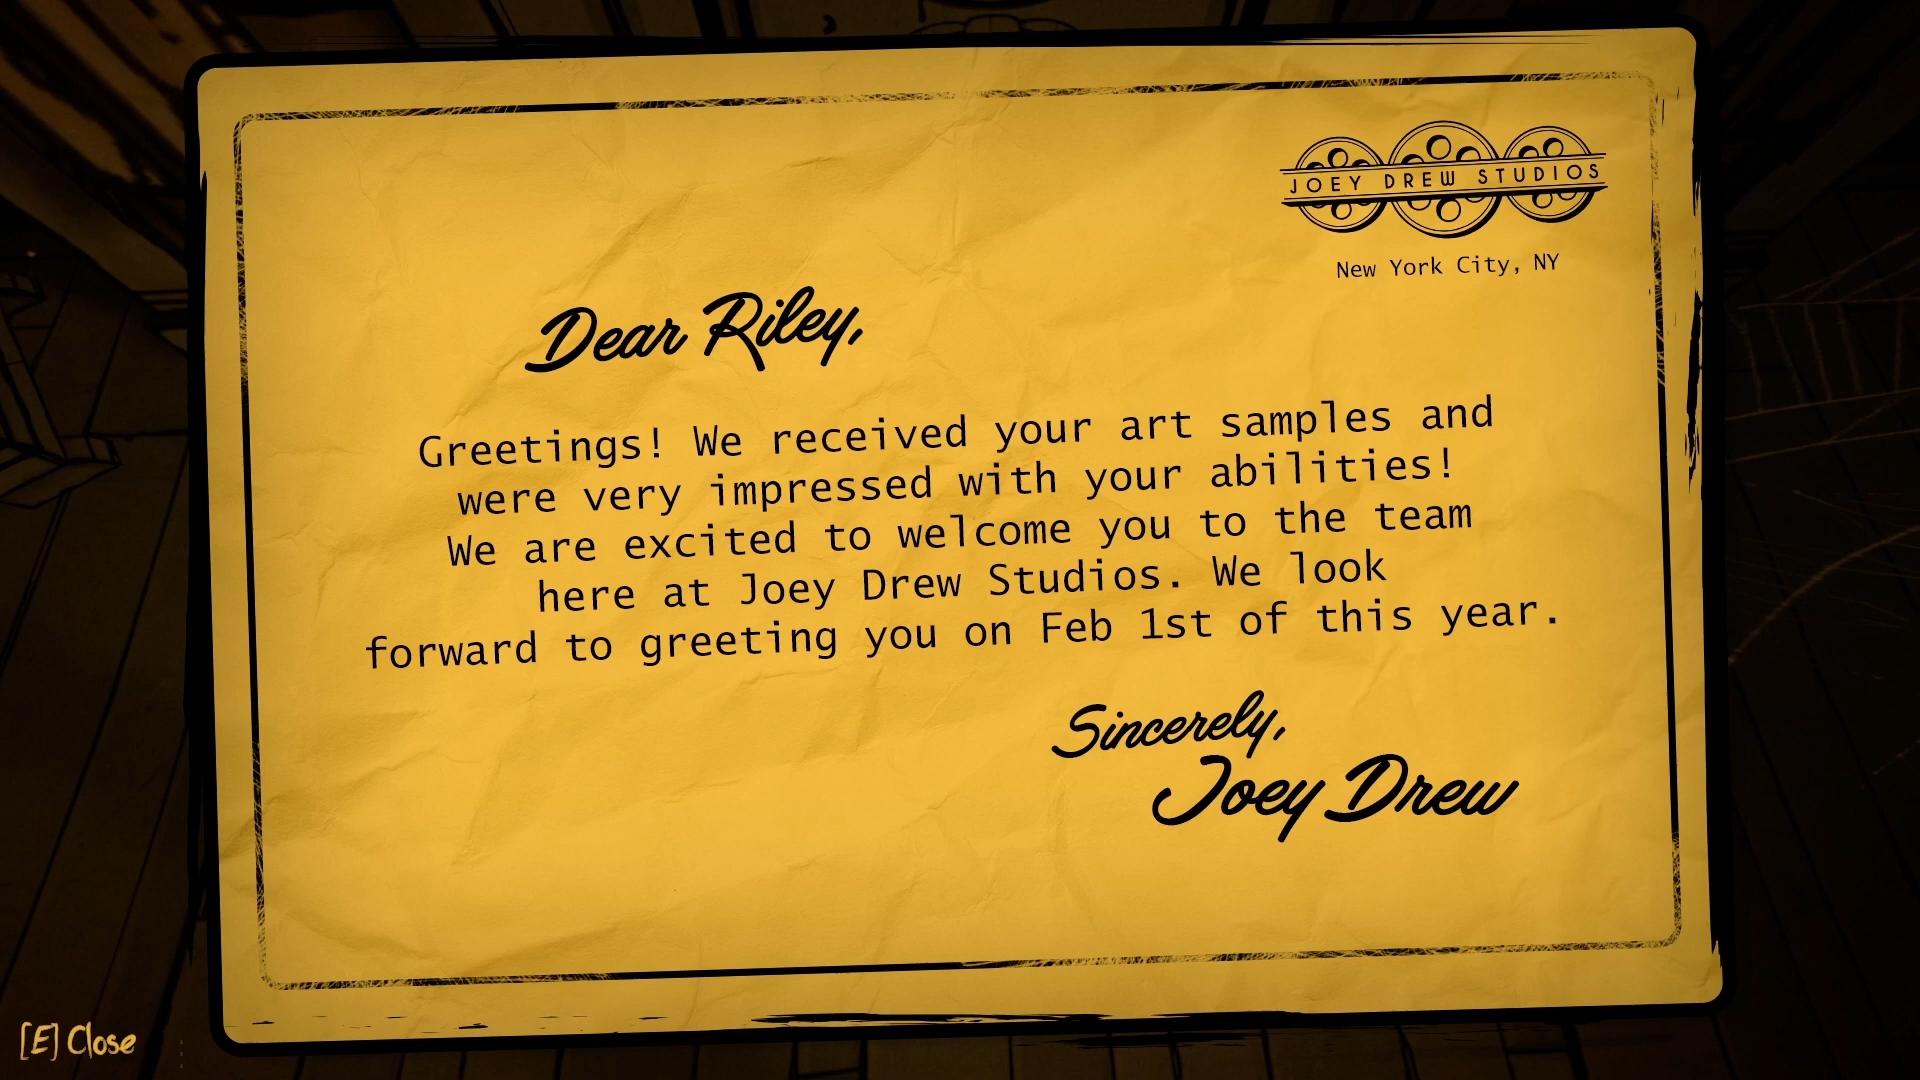 JOEY DREW STUDIOS
New York City, NY
Dear Riley,
Greetings! We received your art samples and
were very impressed with your abilities!
We are excited to welcome you to the team
here at Joey Drew Studios. We look
forward to greeting you on Feb 1st of this year.
Sincerely,
Joey Drew
[E] Close